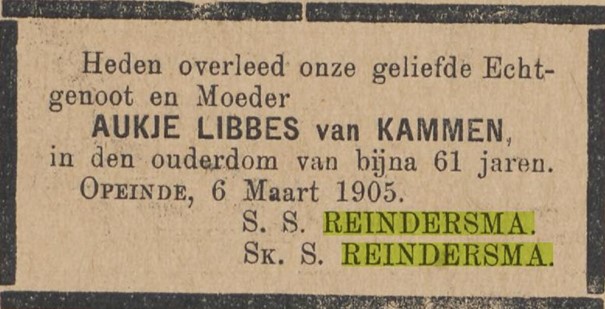 Heden overleed onze geliefde Echt-
genoot en Moeder
AUKJE LIBBES van KAMMEN,
in den ouderdom van bijna 61 jaren.
OPEINDE, 6 Maart 1905.
S. S. REINDERSMA.
SK. S. REINDERSMA.